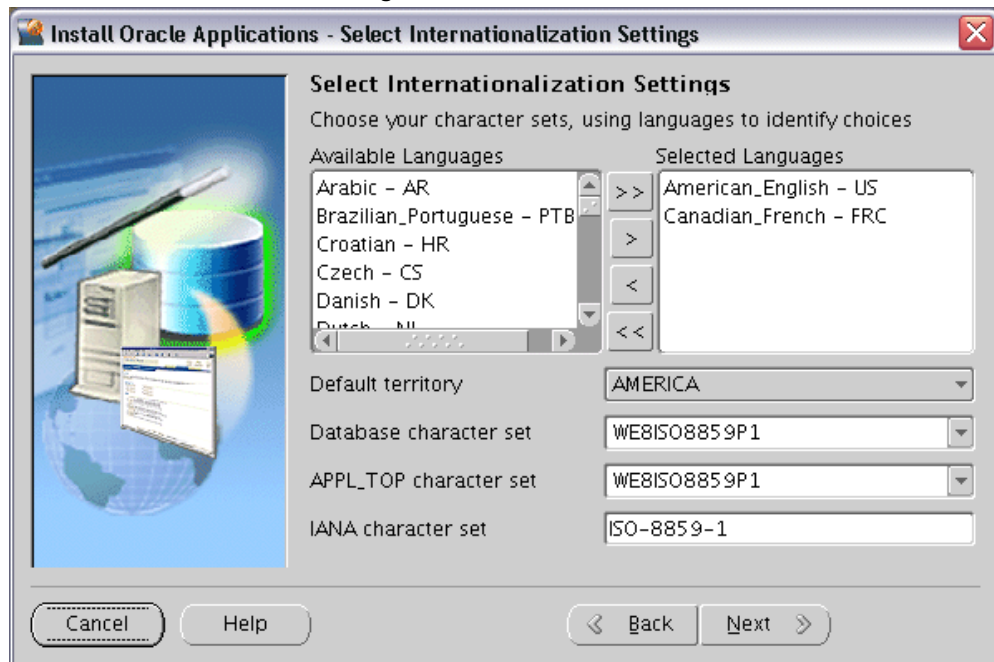 Install Oracle Applications - Select Internationalization Settings
Select Internationalization Settings
Choose your character sets, using languages to identify choices
Available Languages
Selected Languages
Arabic – AR
Brazilian_Portuguese – PTB
Croatian – HR
Czech – CS
Danish – DK
>>
>
<
<<
American_English – US
Canadian_French – FRC
Default territory
AMERICA
Database character set
WE8ISO8859P1
APPL_TOP character set
WE8ISO8859P1
IANA character set
ISO-8859-1
Cancel
Help
Back
Next